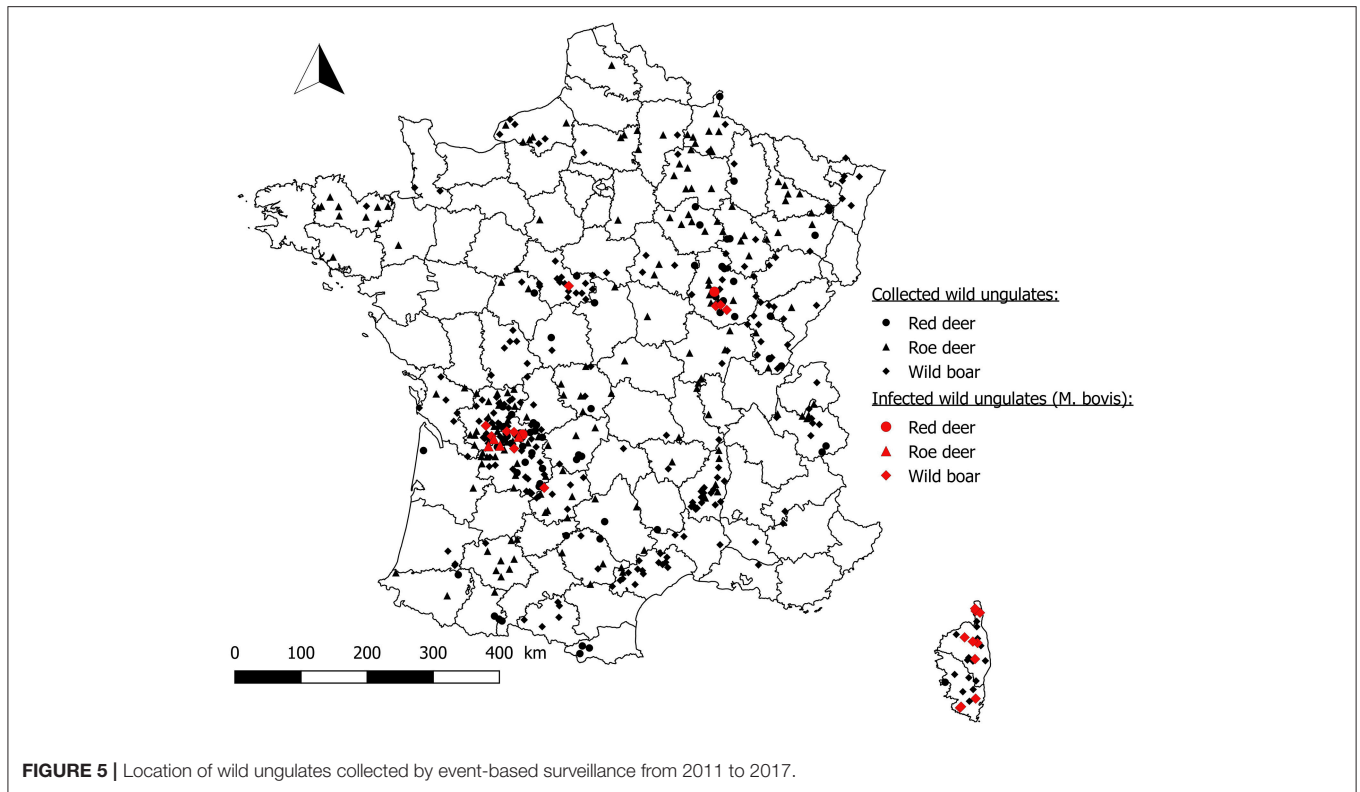 Collected wild ungulates:
Red deer
Roe deer
Wild boar
Infected wild ungulates (M. bovis):
Red deer
Roe deer
Wild boar
0 100 200 300 400 km
FIGURE 5 | Location of wild ungulates collected by event-based surveillance from 2011 to 2017.